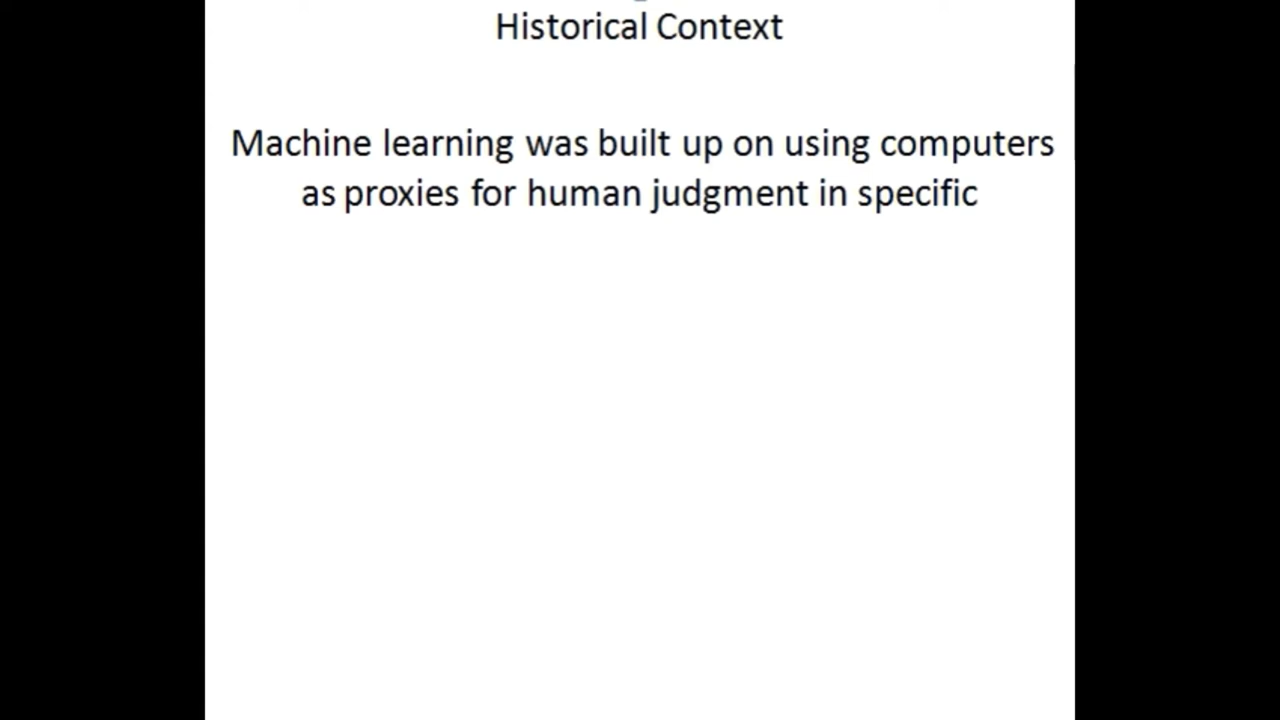 Historical Context
Machine learning was built up on using computers
as proxies for human judgment in specific